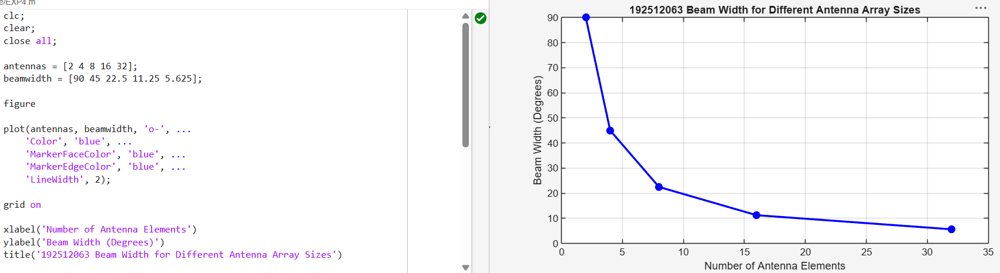 e/EXP4.m
clc;
clear;
close all;
antennas = [2 4 8 16 32];
beamwidth = [90 45 22.5 11.25 5.625];
figure
plot(antennas, beamwidth, 'o-', ...
    'Color', 'blue', ...
    'MarkerFaceColor', 'blue', ...
    'MarkerEdgeColor', 'blue', ...
    'LineWidth', 2);
grid on
xlabel('Number of Antenna Elements')
ylabel('Beam Width (Degrees)')
title('192512063 Beam Width for Different Antenna Array Sizes')
192512063 Beam Width for Different Antenna Array Sizes
Beam Width (Degrees)
90
80
70
60
50
40
30
20
10
0
0 5 10 15 20 25 30 35
Number of Antenna Elements